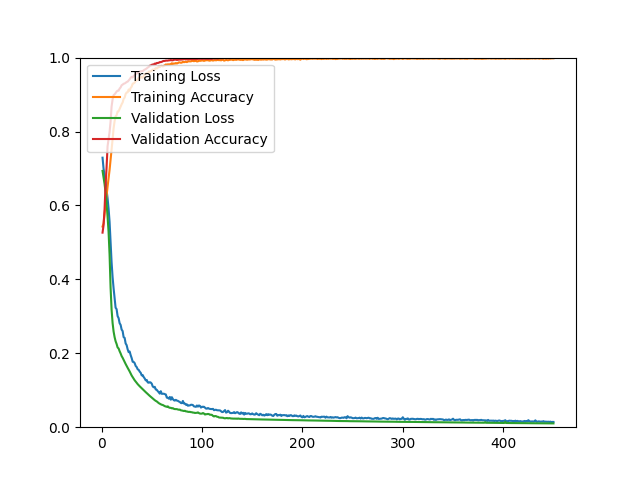 1.0
0.8
0.6
0.4
0.2
0.0
Training Loss
Training Accuracy
Validation Loss
Validation Accuracy
0 100 200 300 400